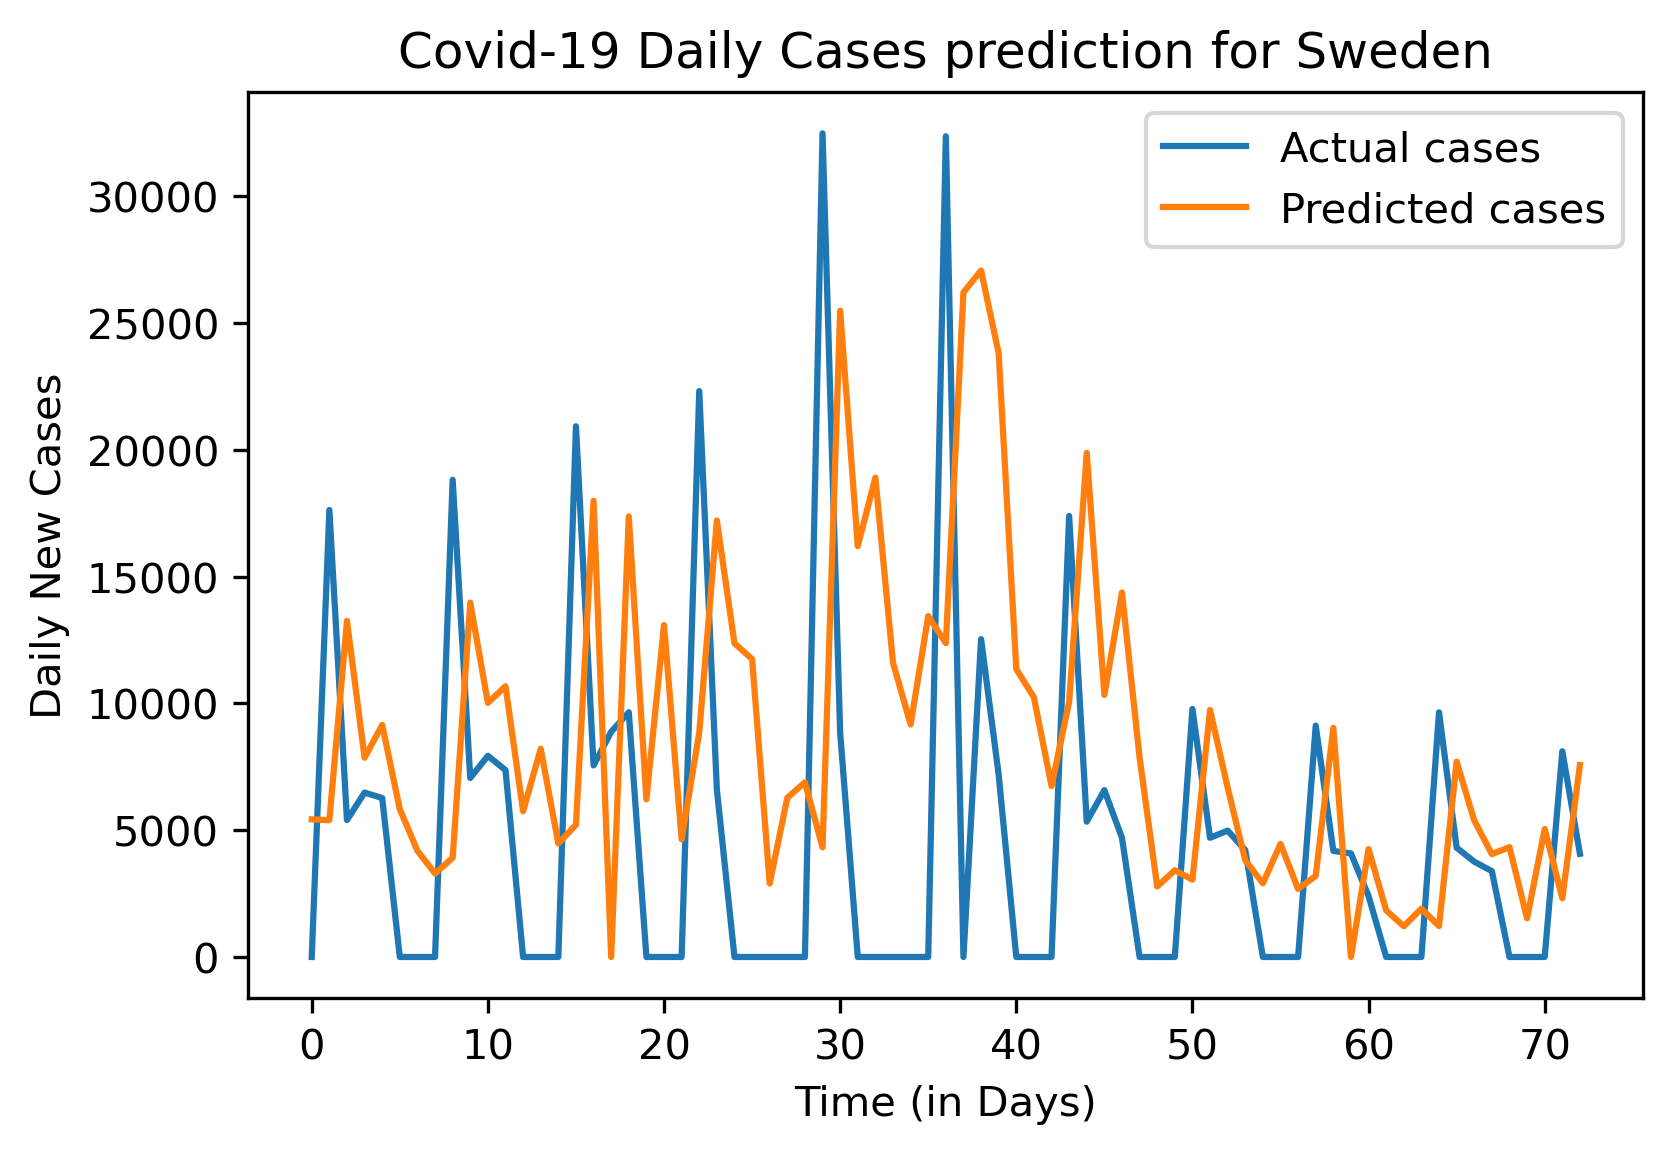 Covid-19 Daily Cases prediction for Sweden
Actual cases
Predicted cases
Daily New Cases
30000
25000
20000
15000
10000
5000
0
0 10 20 30 40 50 60 70
Time (in Days)